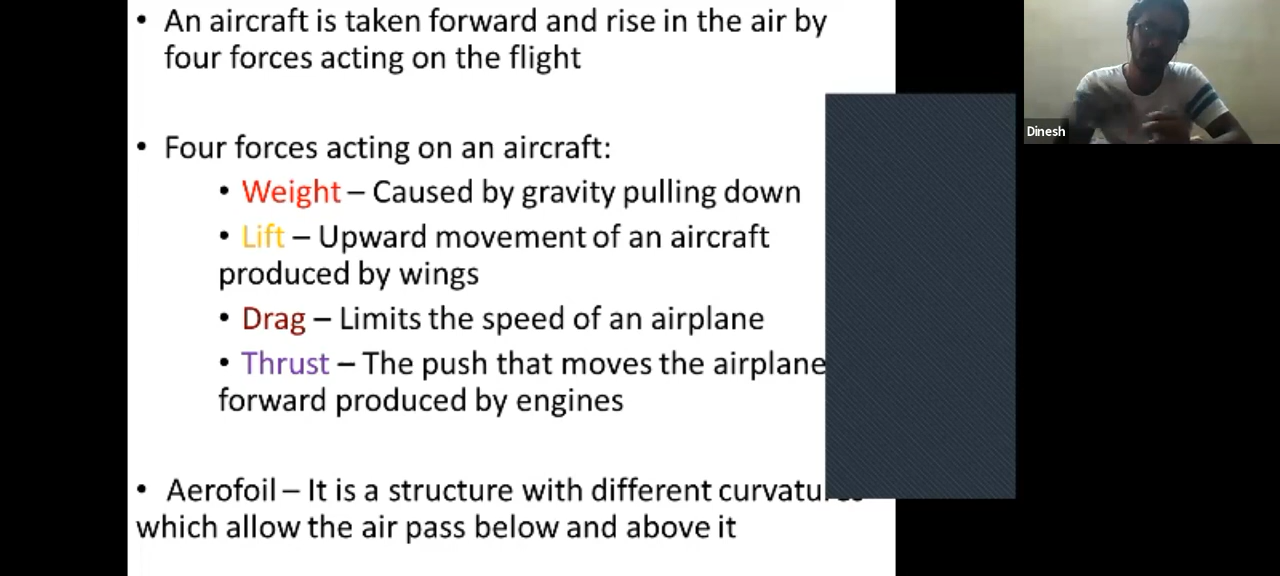 • An aircraft is taken forward and rise in the air by
four forces acting on the flight
• Four forces acting on an aircraft:
• Weight – Caused by gravity pulling down
• Lift – Upward movement of an aircraft
produced by wings
• Drag – Limits the speed of an airplane
• Thrust – The push that moves the airplane
forward produced by engines
• Aerofoil – It is a structure with different
which allow the air pass below and above it
Dinesh